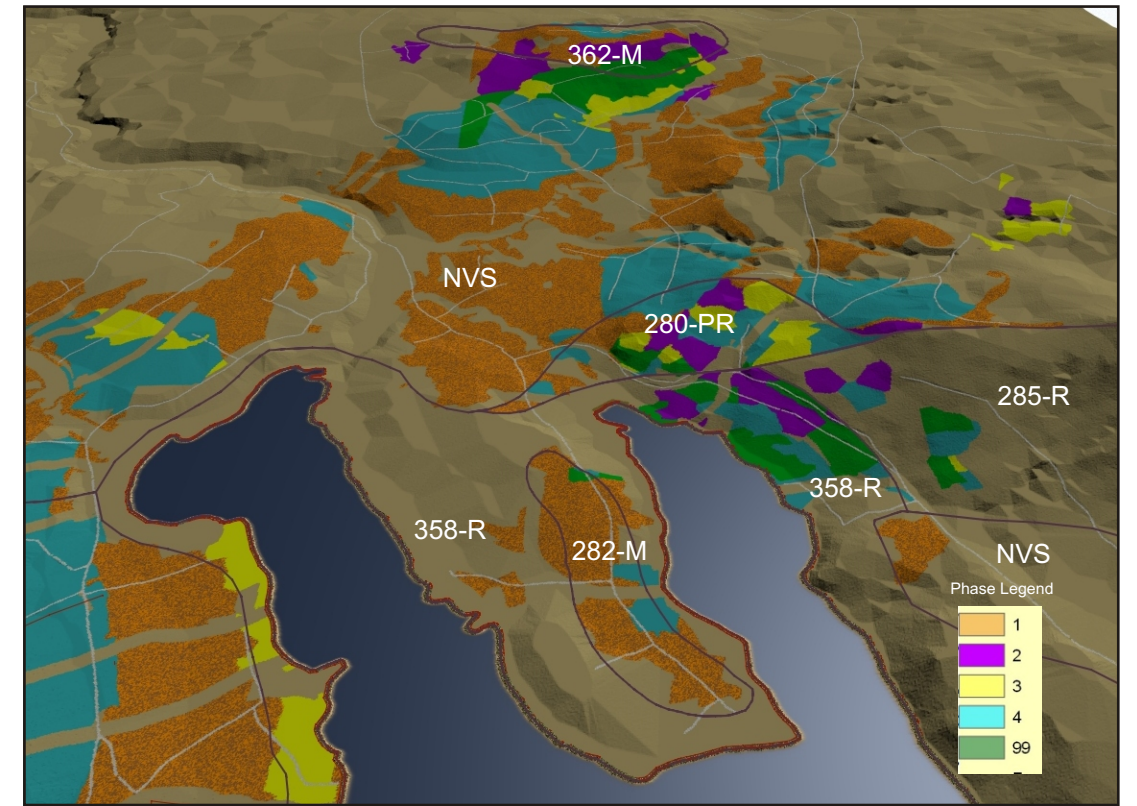 362-M
NVS
280-PR
285-R
358-R
358-R
282-M
NVS
Phase Legend
1
2
3
4
99